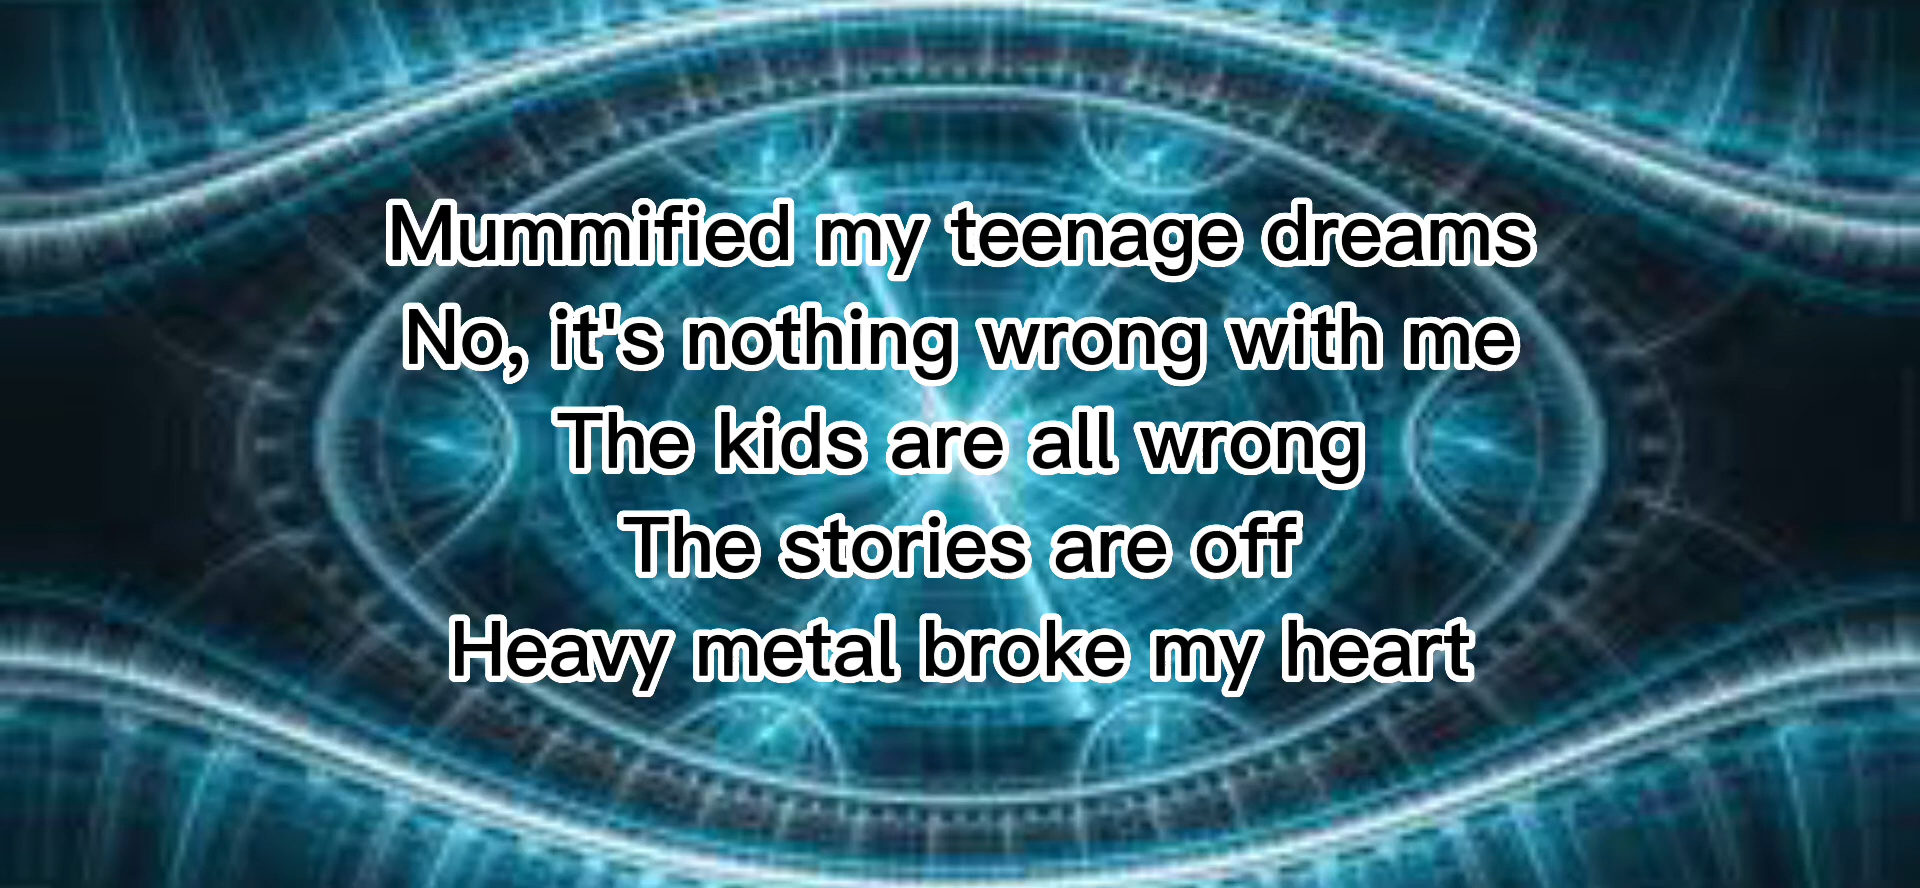 Mummified my teenage dreams
No, it's nothing wrong with me
The kids are all wrong
The stories are off
Heavy metal broke my heart